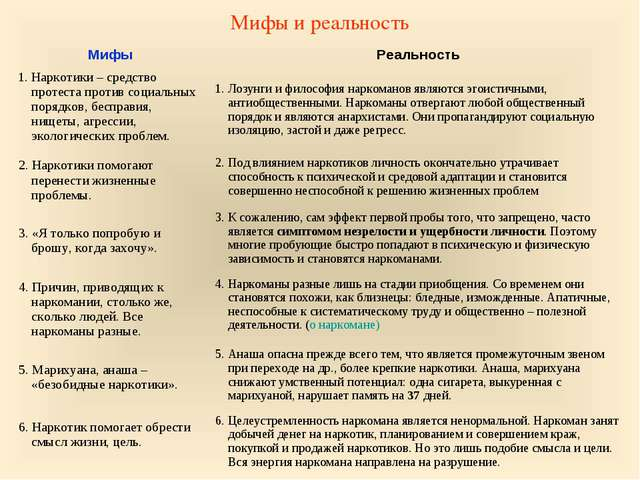 Мифы и реальность
Мифы
Реальность
1. Наркотики – средство
протеста против социальных
порядков, бесправия,
нищеты, агрессии,
экологических проблем.
1. Лозунги и философия наркоманов являются эгоистичными,
антиобщественными. Наркоманы отвергают любой общественный
порядок и являются анархистами. Они пропагандируют социальную
изоляцию, застой и даже регресс.
2. Наркотики помогают
перенести жизненные
проблемы.
2. Под влиянием наркотиков личность окончательно утрачивает
способность к психической и средовой адаптации и становится
совершенно неспособной к решению жизненных проблем
3. «Я только попробую и
брошу, когда захочу».
3. К сожалению, сам эффект первой пробы того, что запрещено, часто
является симптомом незрелости и ущербности личности. Поэтому
многие пробующие быстро попадают в психическую и физическую
зависимость и становятся наркоманами.
4. Причин, приводящих к
наркомании, столько же,
сколько людей. Все
наркоманы разные.
4. Наркоманы разные лишь на стадии приобщения. Со временем они
становятся похожи, как близнецы: бледные, изможденные. Апатичные,
неспособные к систематическому труду и общественно – полезной
деятельности. (о наркомане)
5. Марихуана, анаша –
«безобидные наркотики».
5. Анаша опасна прежде всего тем, что является промежуточным звеном
при переходе на др., более крепкие наркотики. Анаша, марихуана
снижают умственный потенциал: одна сигарета, выкуренная с
марихуаной, нарушает память на 37 дней.
6. Наркотик помогает обрести
смысл жизни, цель.
6. Целеустремленность наркомана является ненормальной. Наркоман занят
добычей денег на наркотик, планированием и совершением краж,
покупкой и продажей наркотиков. Но это лишь подобие смысла и цели.
Вся энергия наркомана направлена на разрушение.